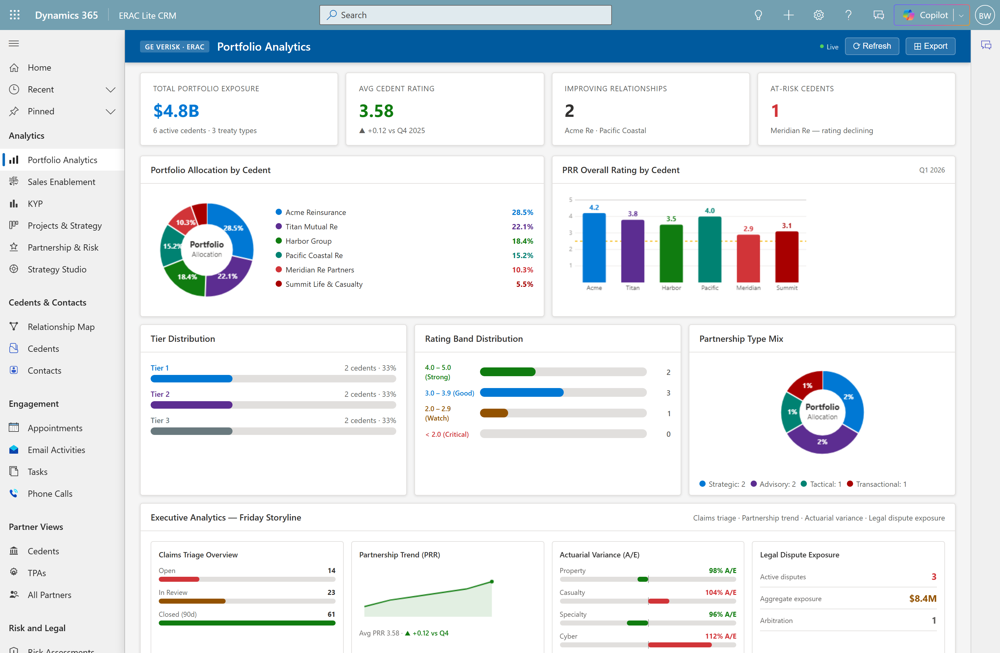 Dynamics 365
ERAC Lite CRM
Search
Copilot
BW
Home
Recent
Pinned
Analytics
Portfolio Analytics
Sales Enablement
KYP
Projects & Strategy
Partnership & Risk
Strategy Studio
Cedents & Contacts
Relationship Map
Cedents
Contacts
Engagement
Appointments
Email Activities
Tasks
Phone Calls
Partner Views
Cedents
TPAs
All Partners
Risk and Legal
Risk Assessments
GE VERISK · ERAC
Portfolio Analytics
Live
Refresh
Export
TOTAL PORTFOLIO EXPOSURE
$4.8B
6 active cedents · 3 treaty types
AVG CEDENT RATING
3.58
▲ +0.12 vs Q4 2025
IMPROVING RELATIONSHIPS
2
Acme Re · Pacific Coastal
AT-RISK CEDENTS
1
Meridian Re — rating declining
Portfolio Allocation by Cedent
28.5%
22.1%
18.4%
15.2%
10.3%
Portfolio
Allocation
Acme Reinsurance 28.5%
Titan Mutual Re 22.1%
Harbor Group 18.4%
Pacific Coastal Re 15.2%
Meridian Re Partners 10.3%
Summit Life & Casualty 5.5%
PRR Overall Rating by Cedent
Q1 2026
5
4
3
2
1
4.2
3.8
3.5
4.0
2.9
3.1
Acme Titan Harbor Pacific Meridian Summit
Tier Distribution
Tier 1 2 cedents · 33%
Tier 2 2 cedents · 33%
Tier 3 2 cedents · 33%
Rating Band Distribution
4.0 – 5.0
(Strong)
2
3.0 – 3.9 (Good) 3
2.0 – 2.9
(Watch)
1
< 2.0 (Critical) 0
Partnership Type Mix
1%
2%
1%
2%
Portfolio
Allocation
Strategic: 2 Advisory: 2 Tactical: 1 Transactional: 1
Executive Analytics — Friday Storyline
Claims triage · Partnership trend · Actuarial variance · Legal dispute exposure
Claims Triage Overview
Open 14
In Review 23
Closed (90d) 61
Partnership Trend (PRR)
Avg PRR 3.58 · ▲ +0.12 vs Q4
Actuarial Variance (A/E)
Property 98% A/E
Casualty 104% A/E
Specialty 96% A/E
Cyber 112% A/E
Legal Dispute Exposure
Active disputes 3
Aggregate exposure $8.4M
Arbitration 1